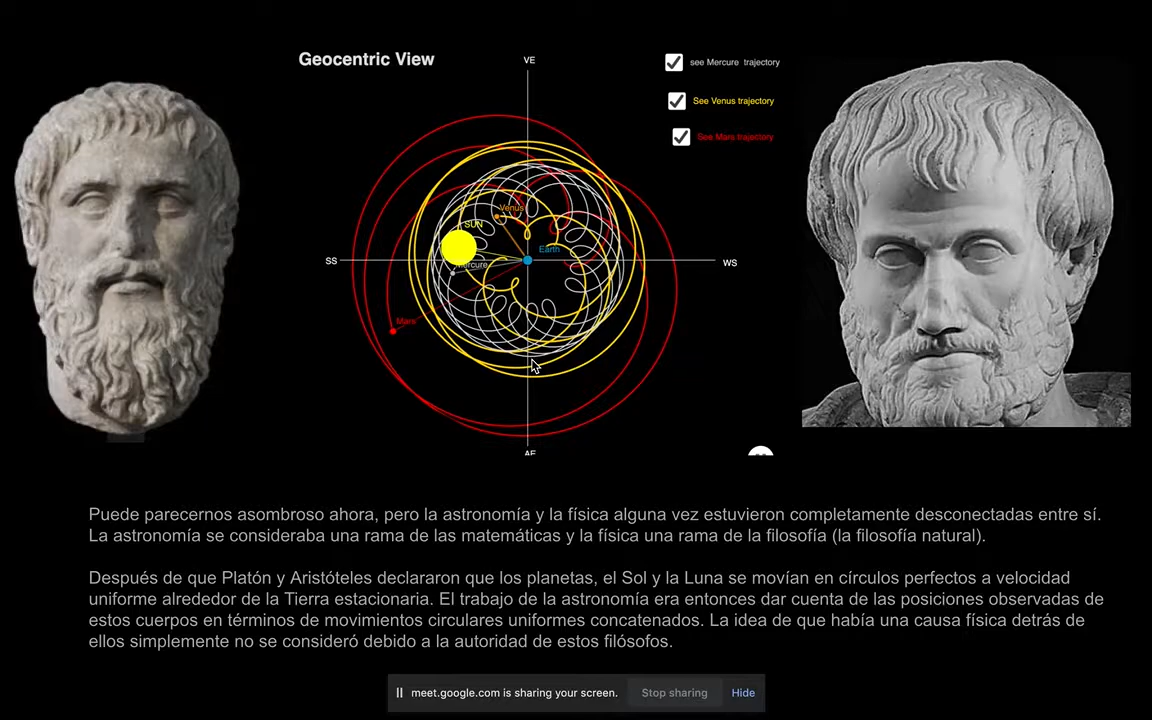 Geocentric View
VE
see Mercure trajectory
See Venus trajectory
See Mars trajectory
Venus
SUN
Earth
SS
Mercure
WS
Mars
AE
Puede parecernos asombroso ahora, pero la astronomía y la física alguna vez estuvieron completamente desconectadas entre sí.
La astronomía se consideraba una rama de las matemáticas y la física una rama de la filosofía (la filosofía natural).
Después de que Platón y Aristóteles declararon que los planetas, el Sol y la Luna se movían en círculos perfectos a velocidad
uniforme alrededor de la Tierra estacionaria. El trabajo de la astronomía era entonces dar cuenta de las posiciones observadas de
estos cuerpos en términos de movimientos circulares uniformes concatenados. La idea de que había una causa física detrás de
ellos simplemente no se consideró debido a la autoridad de estos filósofos.
meet.google.com is sharing your screen.
Stop sharing
Hide